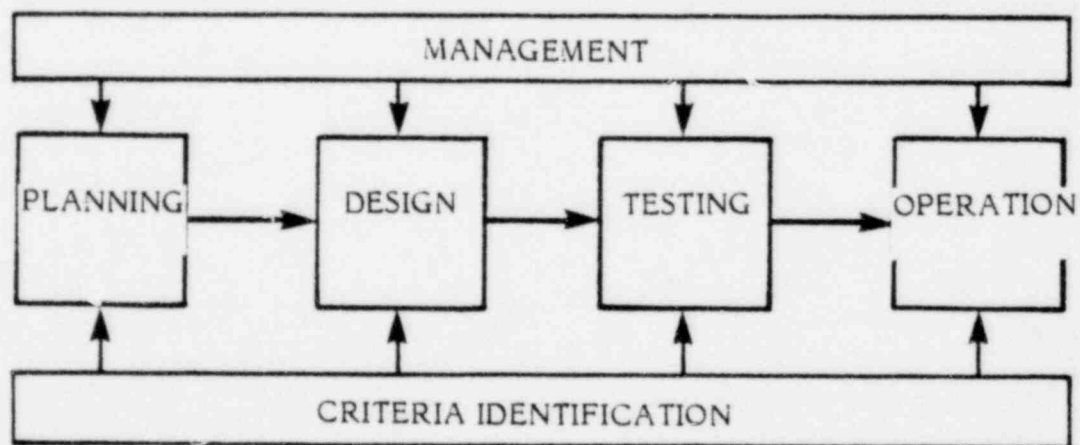 MANAGEMENT
PLANNING
DESIGN
TESTING
OPERATION
CRITERIA IDENTIFICATION